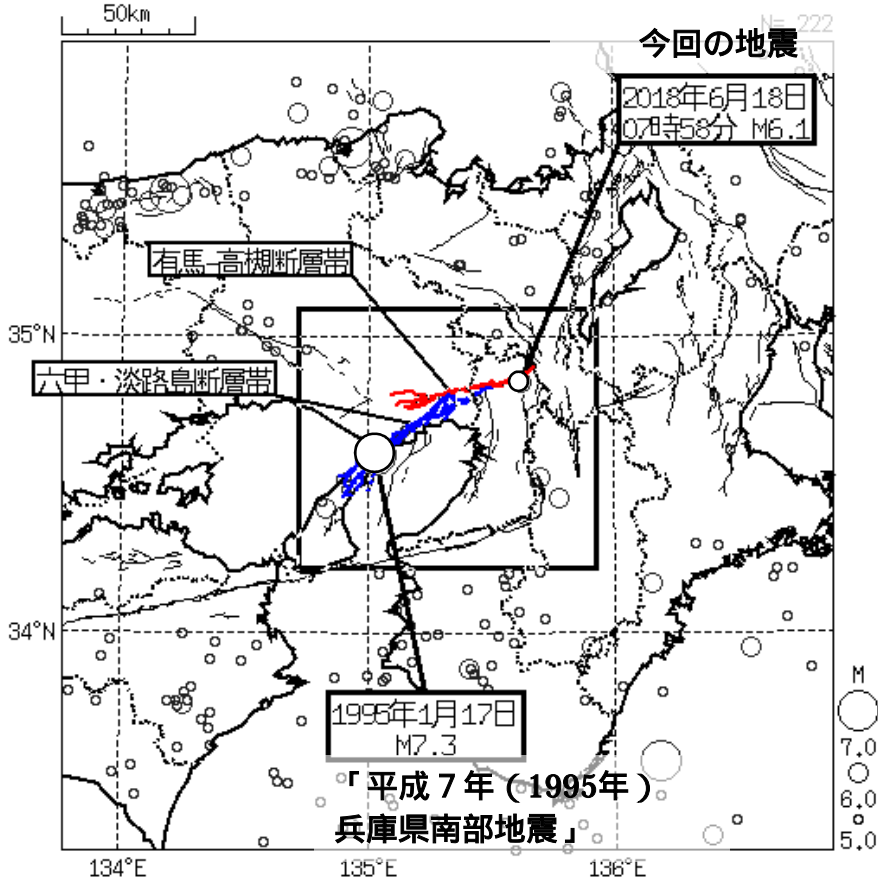 50km
N= 222
今回の地震
2018年6月18日
07時58分 M6.1
有馬-高槻断層帯
35°N
六甲・淡路島断層帯
34°N
1995年1月17日
M7.3
「平成7年(1995年)
兵庫県南部地震」
M
7.0
6.0
5.0
134°E
135°E
136°E